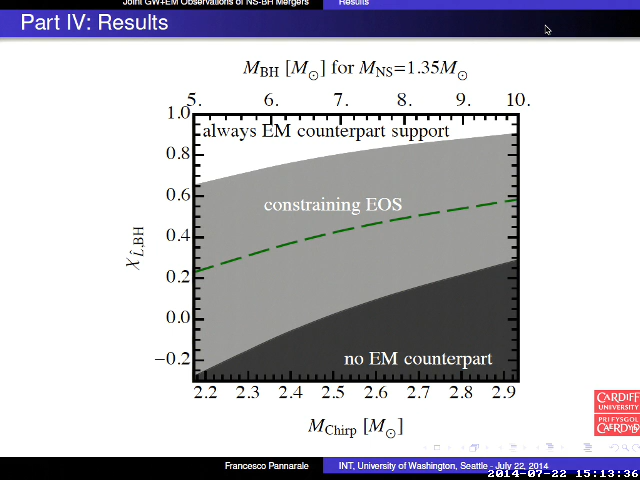 Joint GW+EM Observations of NS-BH Mergers Results
Part IV: Results
M_BH [M_⊙] for M_NS=1.35M_⊙
5. 6. 7. 8. 9. 10.
1.0
always EM counterpart support
0.8
0.6
constraining EOS
0.4
χ_L̂,BH
0.2
0.0
−0.2
no EM counterpart
2.2 2.3 2.4 2.5 2.6 2.7 2.8 2.9
M_Chirp [M_⊙]
CARDIFF
UNIVERSITY
PRIFYSGOL
CAERDYDD
Francesco Pannarale INT, University of Washington, Seattle - July 22, 2014
2014-07-22 15:13:36